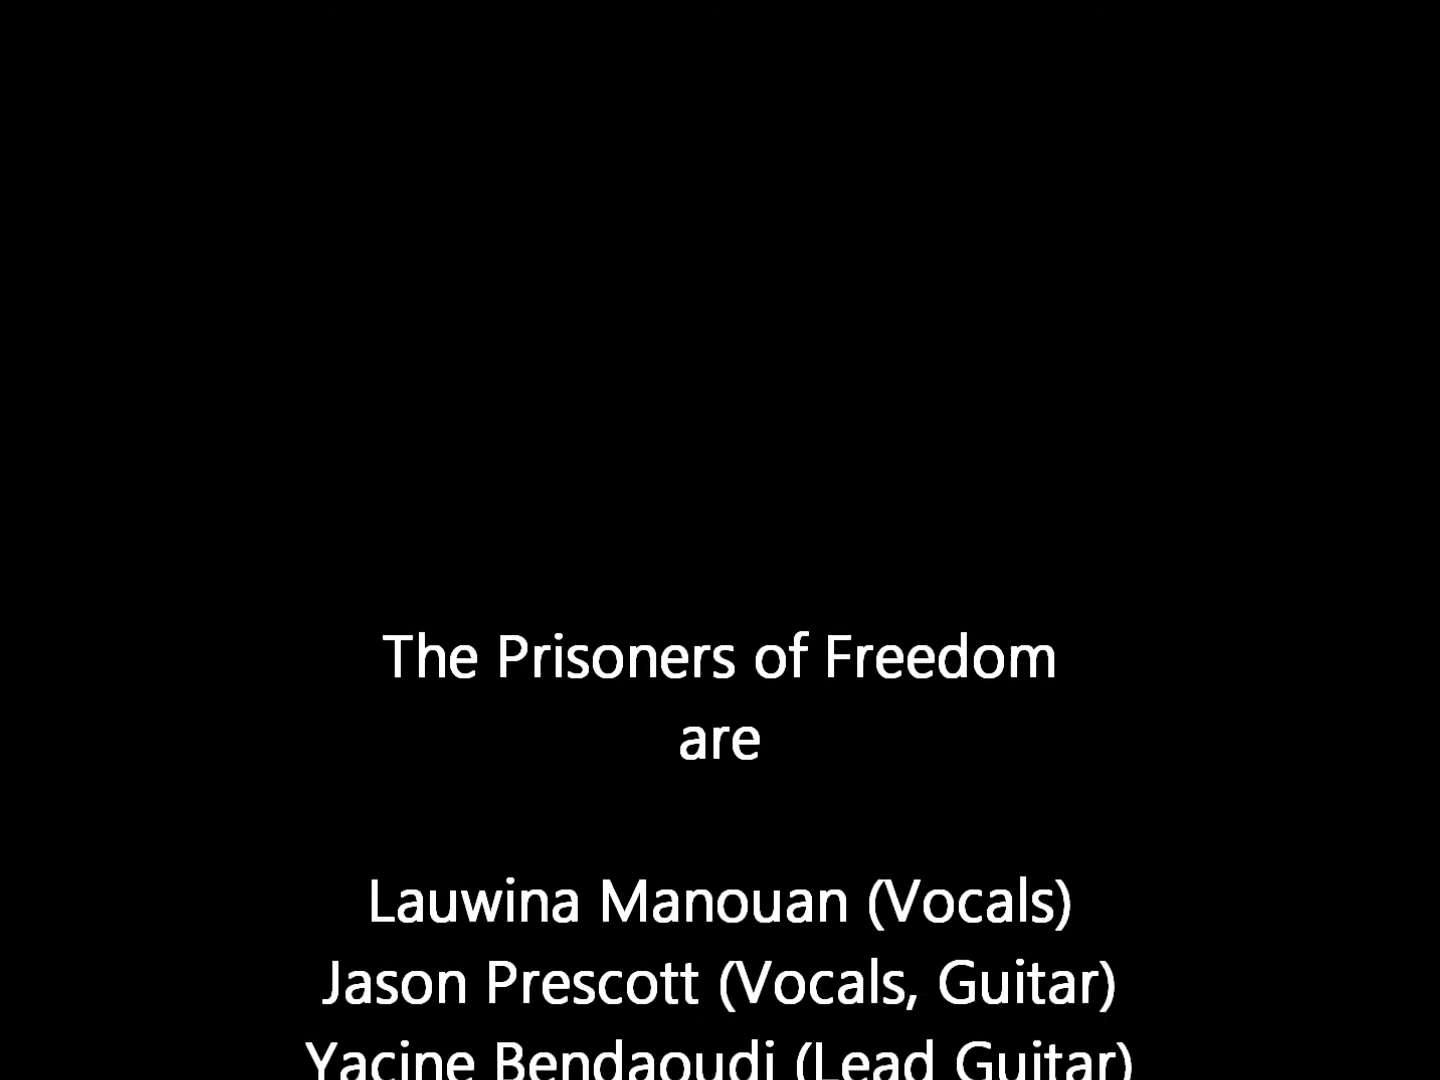 The Prisoners of Freedom
are
Lauwina Manouan (Vocals)
Jason Prescott (Vocals, Guitar)
Yacine Bendaoudi (Lead Guitar)